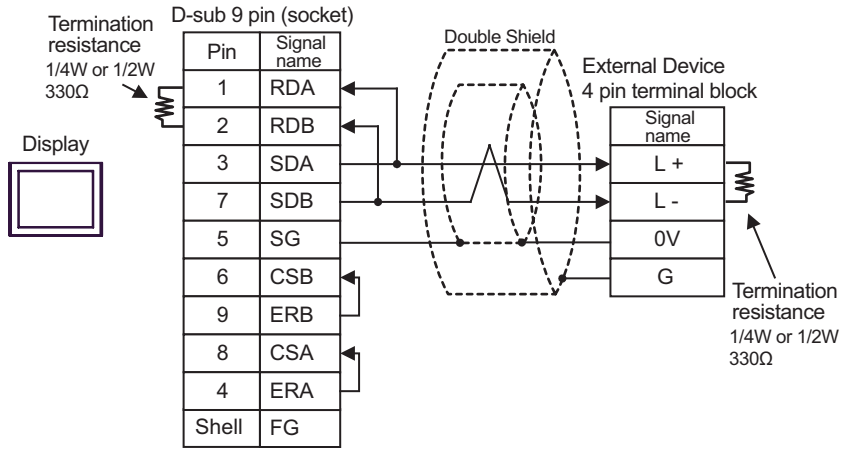 D-sub 9 pin (socket)
Termination
resistance
1/4W or 1/2W
330Ω
Display
Pin Signal name
1 RDA
2 RDB
3 SDA
7 SDB
5 SG
6 CSB
9 ERB
8 CSA
4 ERA
Shell FG
Double Shield
External Device
4 pin terminal block
Signal
name
L +
L -
0V
G
Termination
resistance
1/4W or 1/2W
330Ω